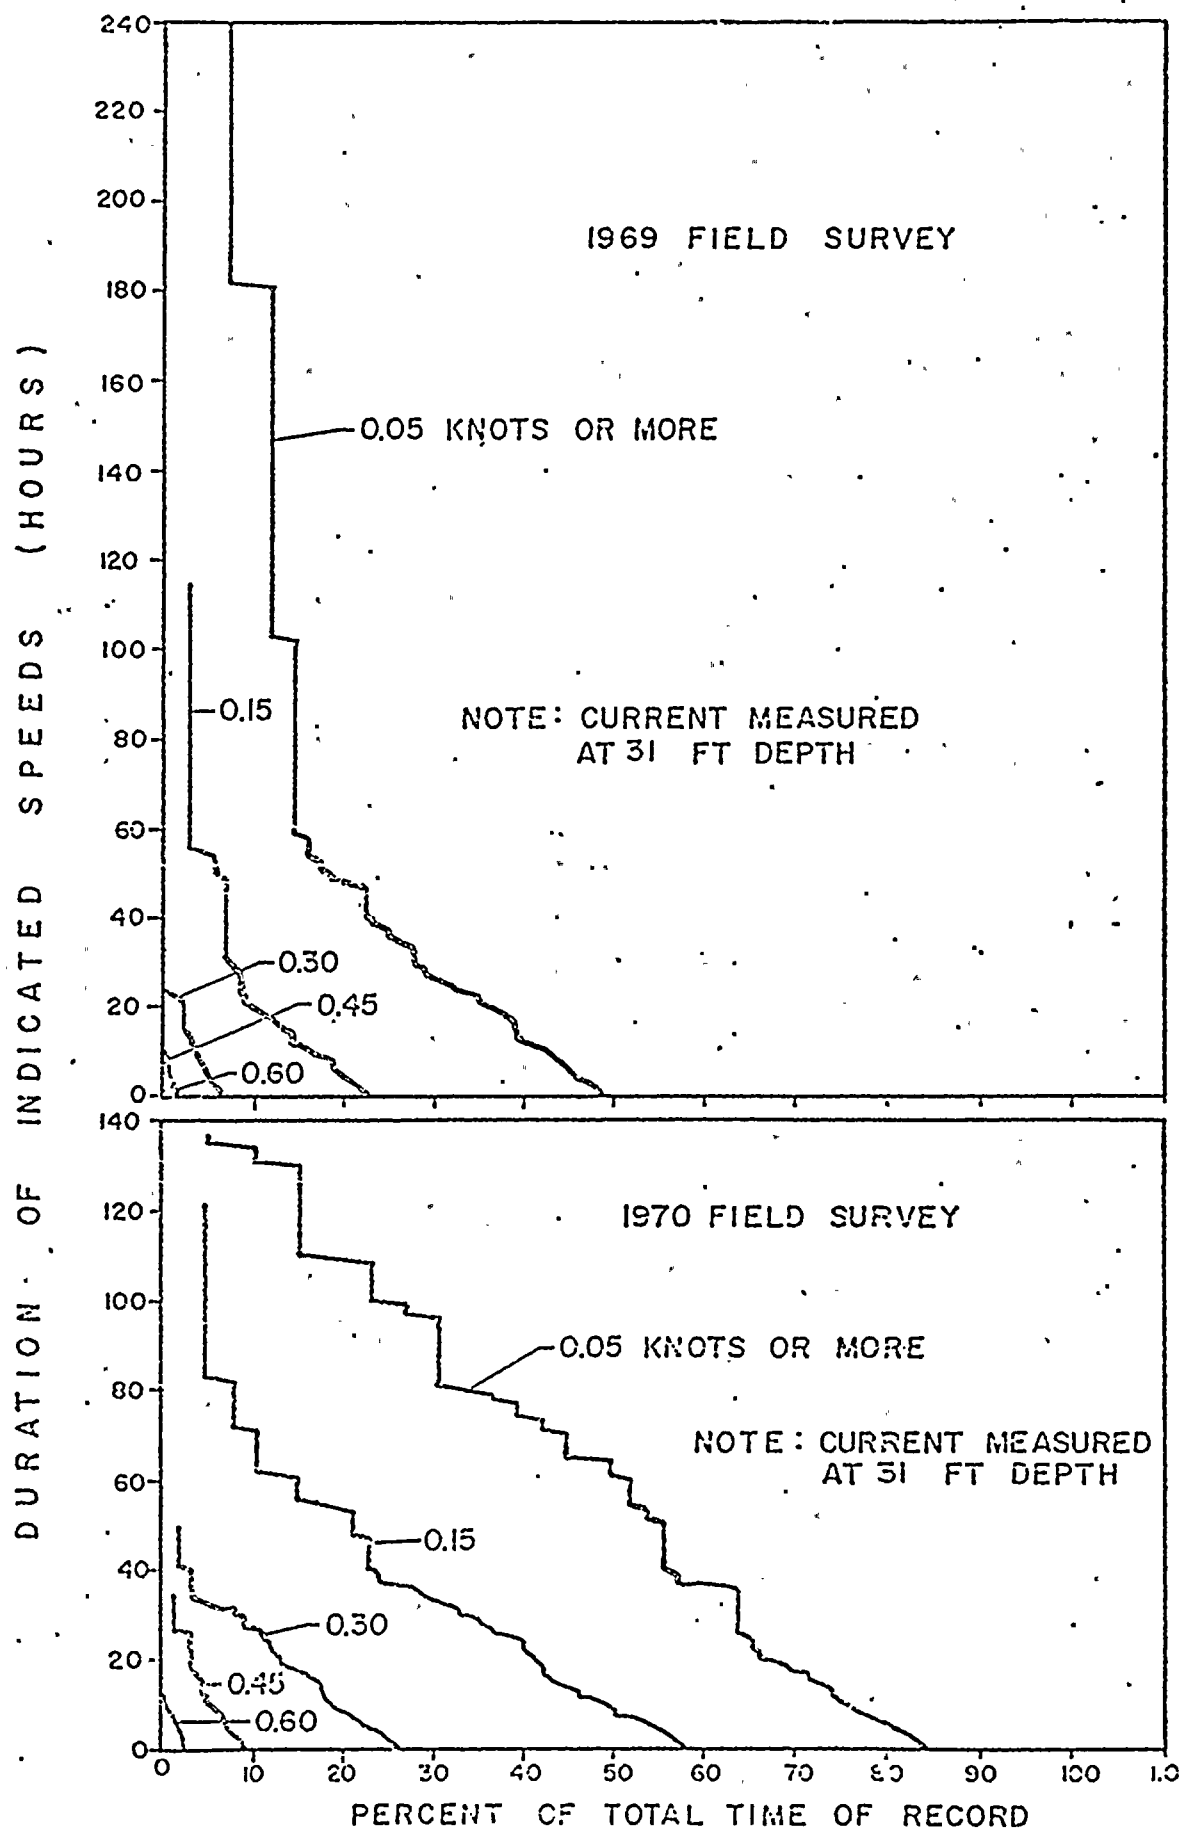 DURATION OF INDICATED SPEEDS (HOURS)
240
220
200
180
160
140
120
100
80
60
40
20
0
1969 FIELD SURVEY
0.05 KNOTS OR MORE
0.15
NOTE: CURRENT MEASURED
AT 31 FT DEPTH
0.30
0.45
0.60
140
120
100
80
60
40
20
0
1970 FIELD SURVEY
0.05 KNOTS OR MORE
NOTE: CURRENT MEASURED
AT 31 FT DEPTH
0.15
0.30
0.45
0.60
0 10 20 30 40 50 60 70 80 90 100 1.0
PERCENT OF TOTAL TIME OF RECORD